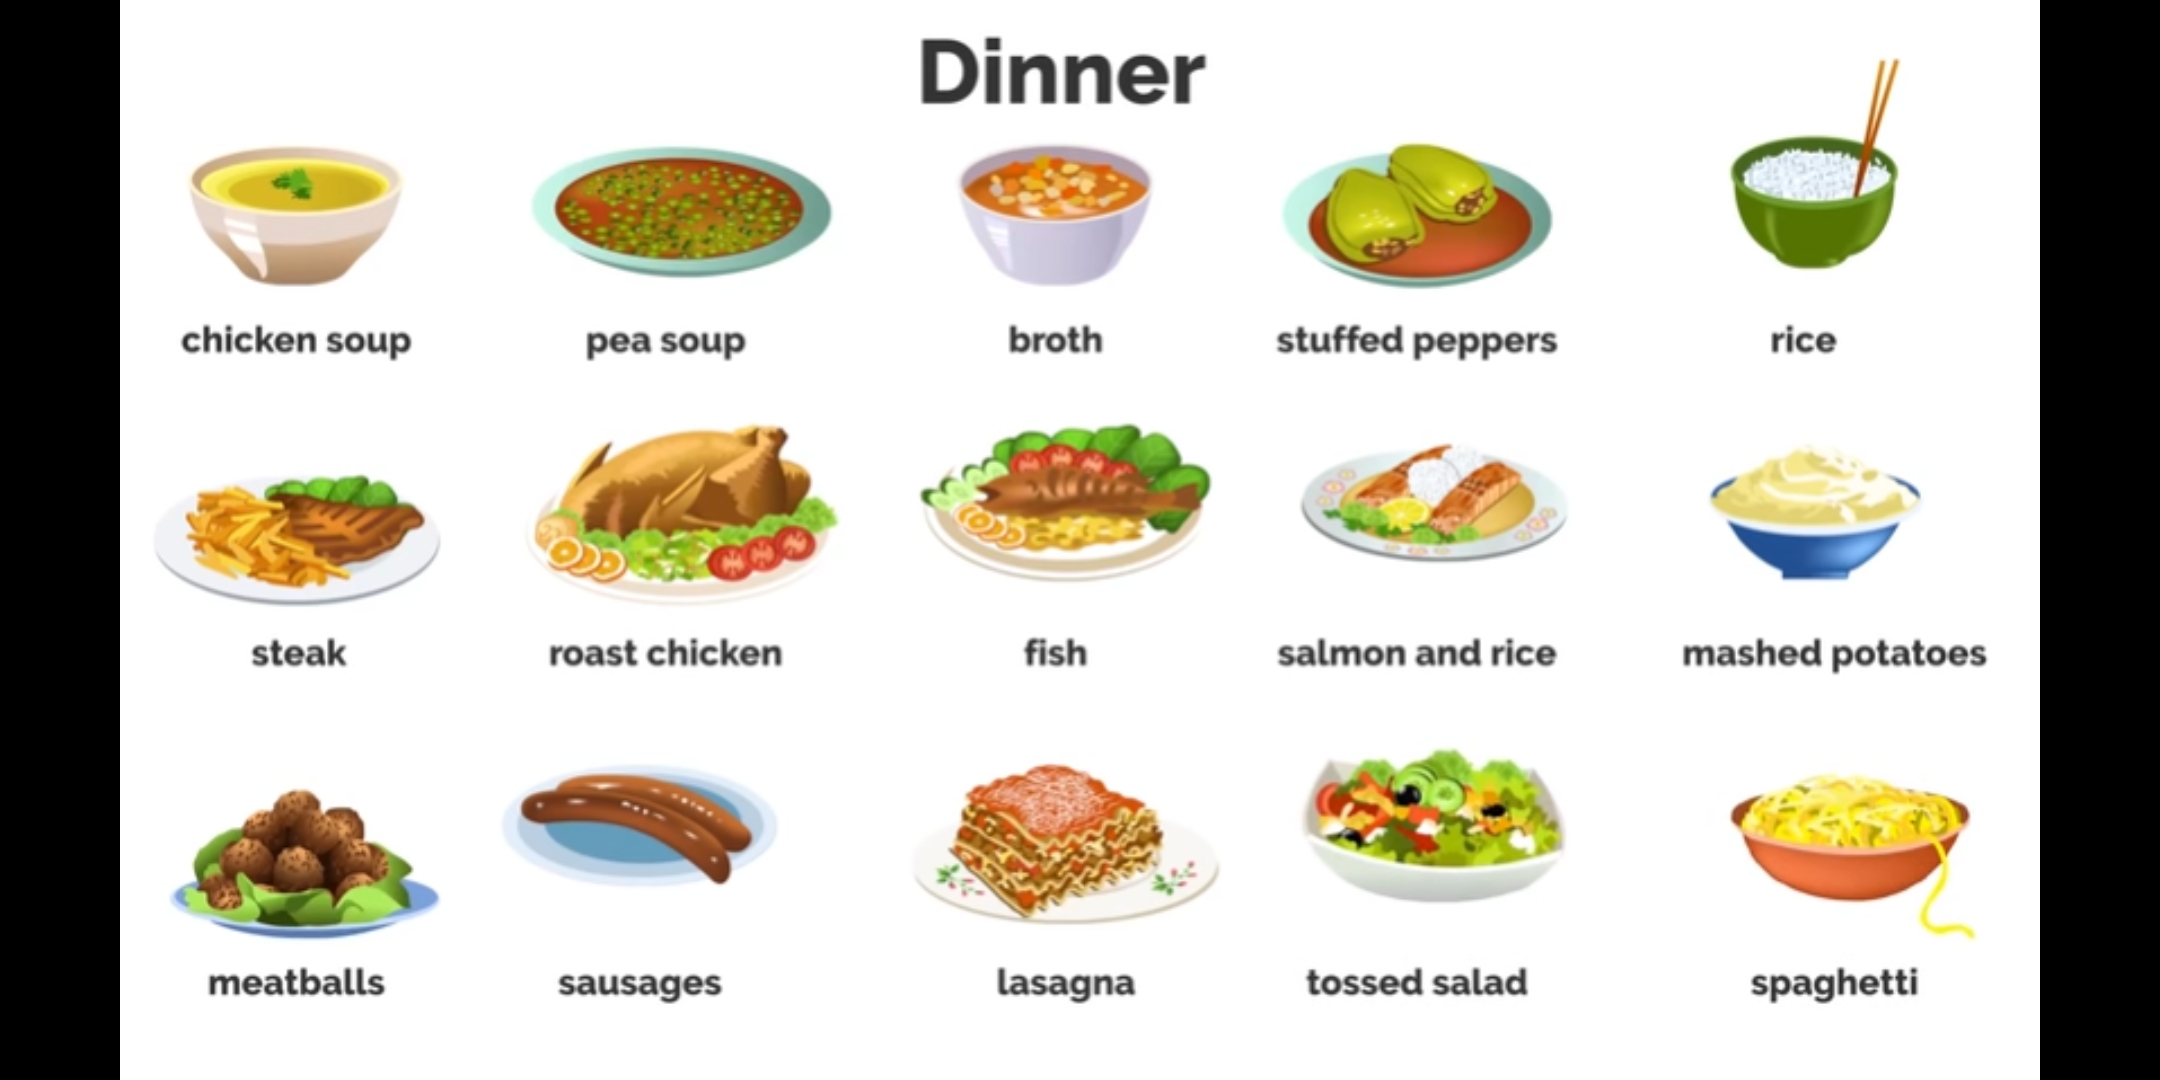 Dinner
chicken soup
pea soup
broth
stuffed peppers
rice
steak
roast chicken
fish
salmon and rice
mashed potatoes
meatballs
sausages
lasagna
tossed salad
spaghetti